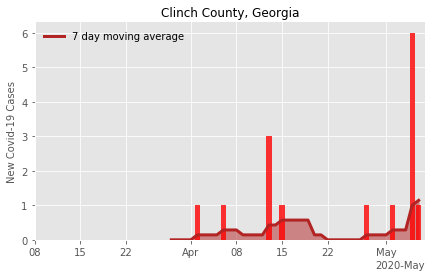 Clinch County, Georgia
7 day moving average
New Covid-19 Cases
6
5
4
3
2
1
0
08 15 22 Apr 08 15 22 May
2020-May